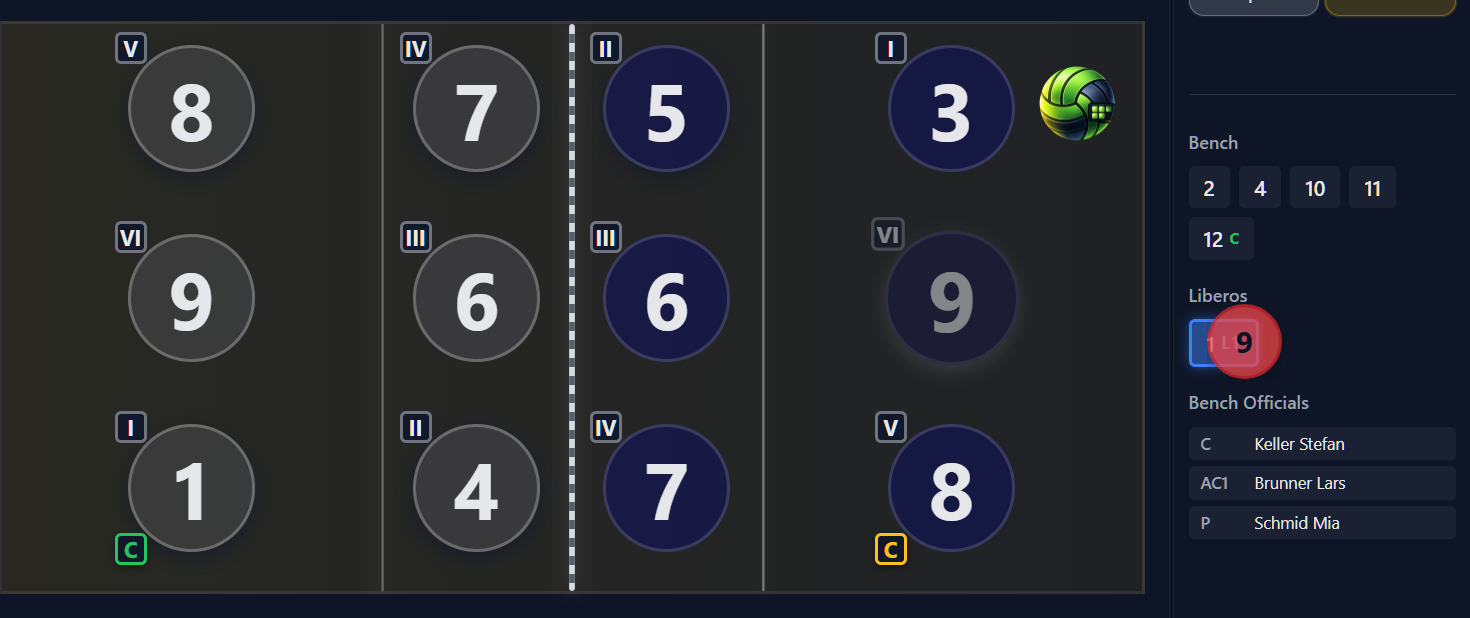 V
IV
II
I
8
7
5
3
VI
III
III
VI
9
6
6
9
I
II
IV
V
1
4
7
8
C
C
Bench
2 4 10 11
12 C
Liberos
1 L 9
Bench Officials
C Keller Stefan
AC1 Brunner Lars
P Schmid Mia